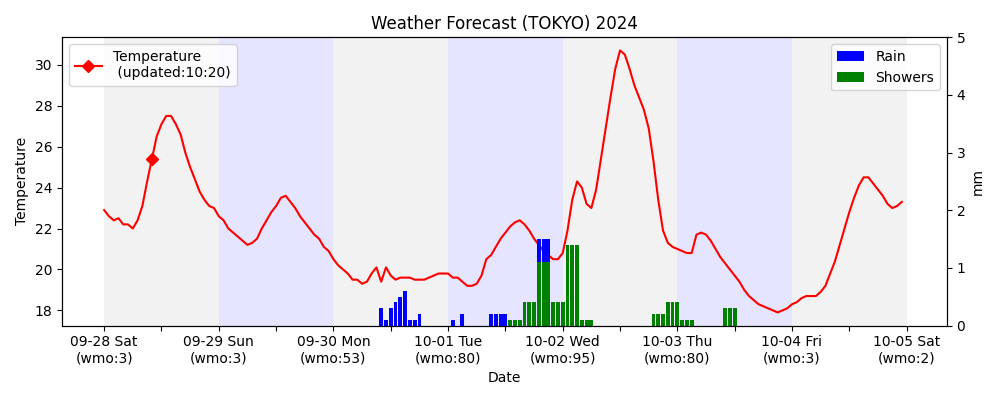 Weather Forecast (TOKYO) 2024
Temperature
(updated:10:20)
Rain
Showers
Temperature
30
28
26
24
22
20
18
5
4
3
2
1
0
mm
09-28 Sat
(wmo:3)
09-29 Sun
(wmo:3)
09-30 Mon
(wmo:53)
10-01 Tue
(wmo:80)
10-02 Wed
(wmo:95)
10-03 Thu
(wmo:80)
10-04 Fri
(wmo:3)
10-05 Sat
(wmo:2)
Date